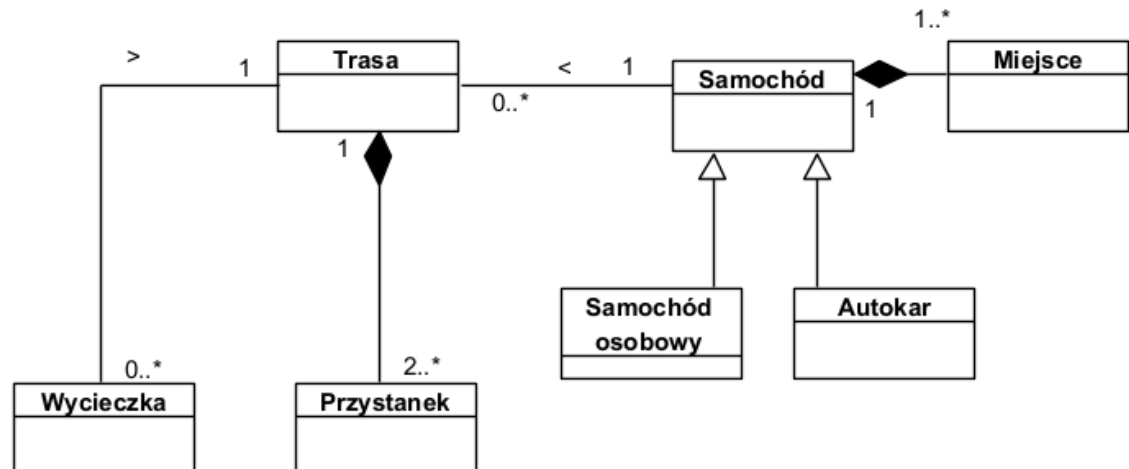 1..*
>
1
Trasa
<
1
Samochód
Miejsce
0..*
1
1
Samochód
osobowy
Autokar
0..*
2..*
Wycieczka
Przystanek